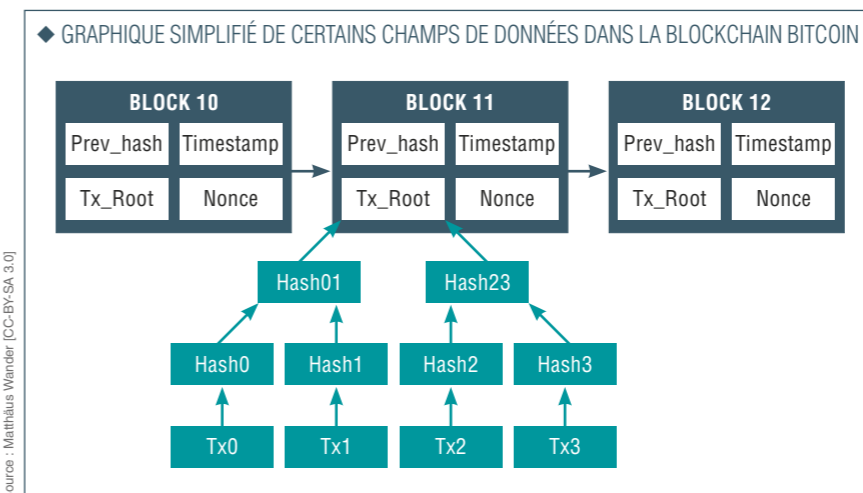 ◆ GRAPHIQUE SIMPLIFIÉ DE CERTAINS CHAMPS DE DONNÉES DANS LA BLOCKCHAIN BITCOIN
BLOCK 10 BLOCK 11 BLOCK 12
Prev_hash Timestamp Prev_hash Timestamp Prev_hash Timestamp
Tx_Root Nonce Tx_Root Nonce Tx_Root Nonce
Hash01 Hash23
Hash0 Hash1 Hash2 Hash3
Tx0 Tx1 Tx2 Tx3
ource : Matthäus Wander [CC-BY-SA 3.0]